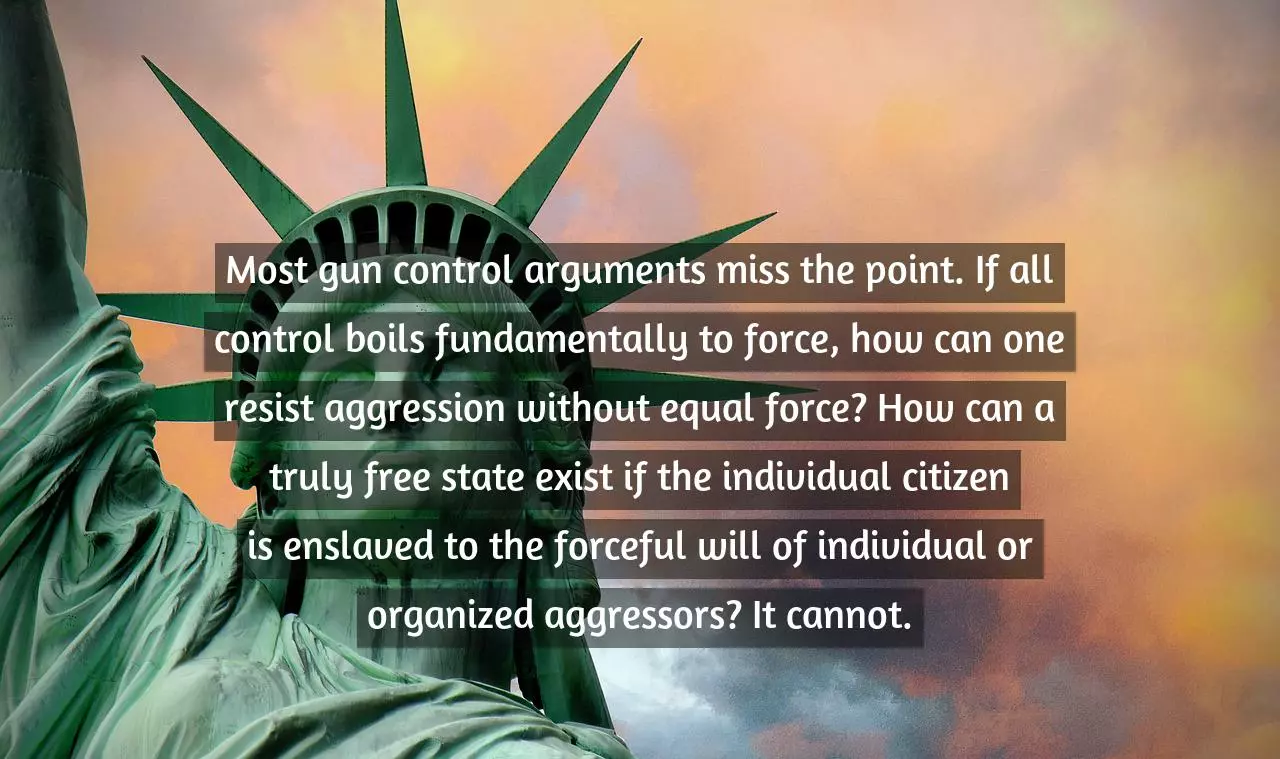 Most gun control arguments miss the point. If all
control boils fundamentally to force, how can one
resist aggression without equal force? How can a
truly free state exist if the individual citizen
is enslaved to the forceful will of individual or
organized aggressors? It cannot.